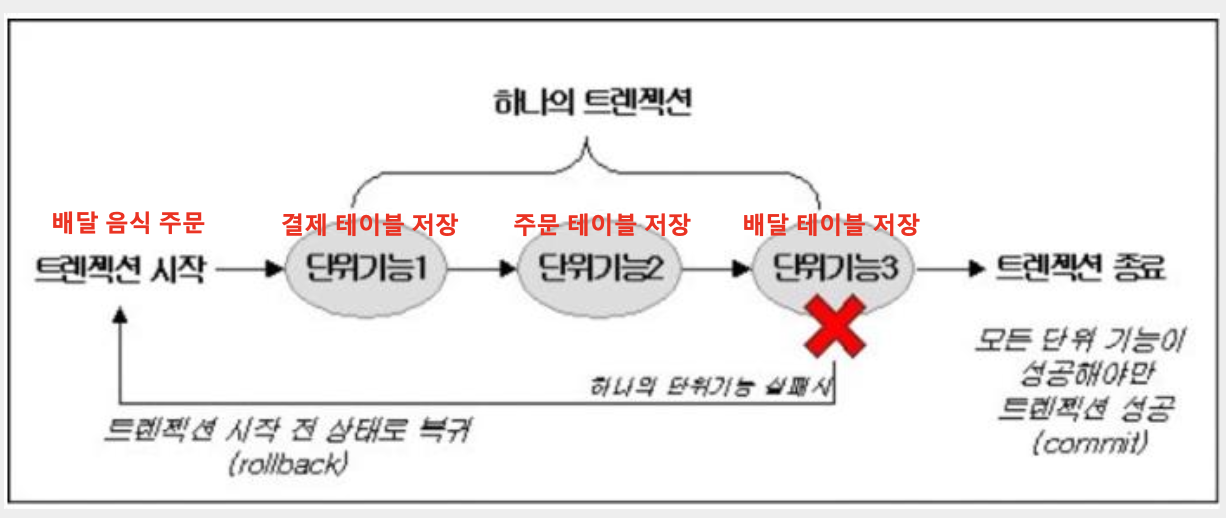 하나의 트렌젝션
배달 음식 주문
결제 테이블 저장
주문 테이블 저장
배달 테이블 저장
트렌젝션 시작
단위기능1
단위기능2
단위기능3
트렌젝션 종료
모든 단위 기능이
성공해야만
트렌젝션 성공
(commit)
하나의 단위기능 실패시
트렌젝션 시작 전 상태로 복귀
(rollback)